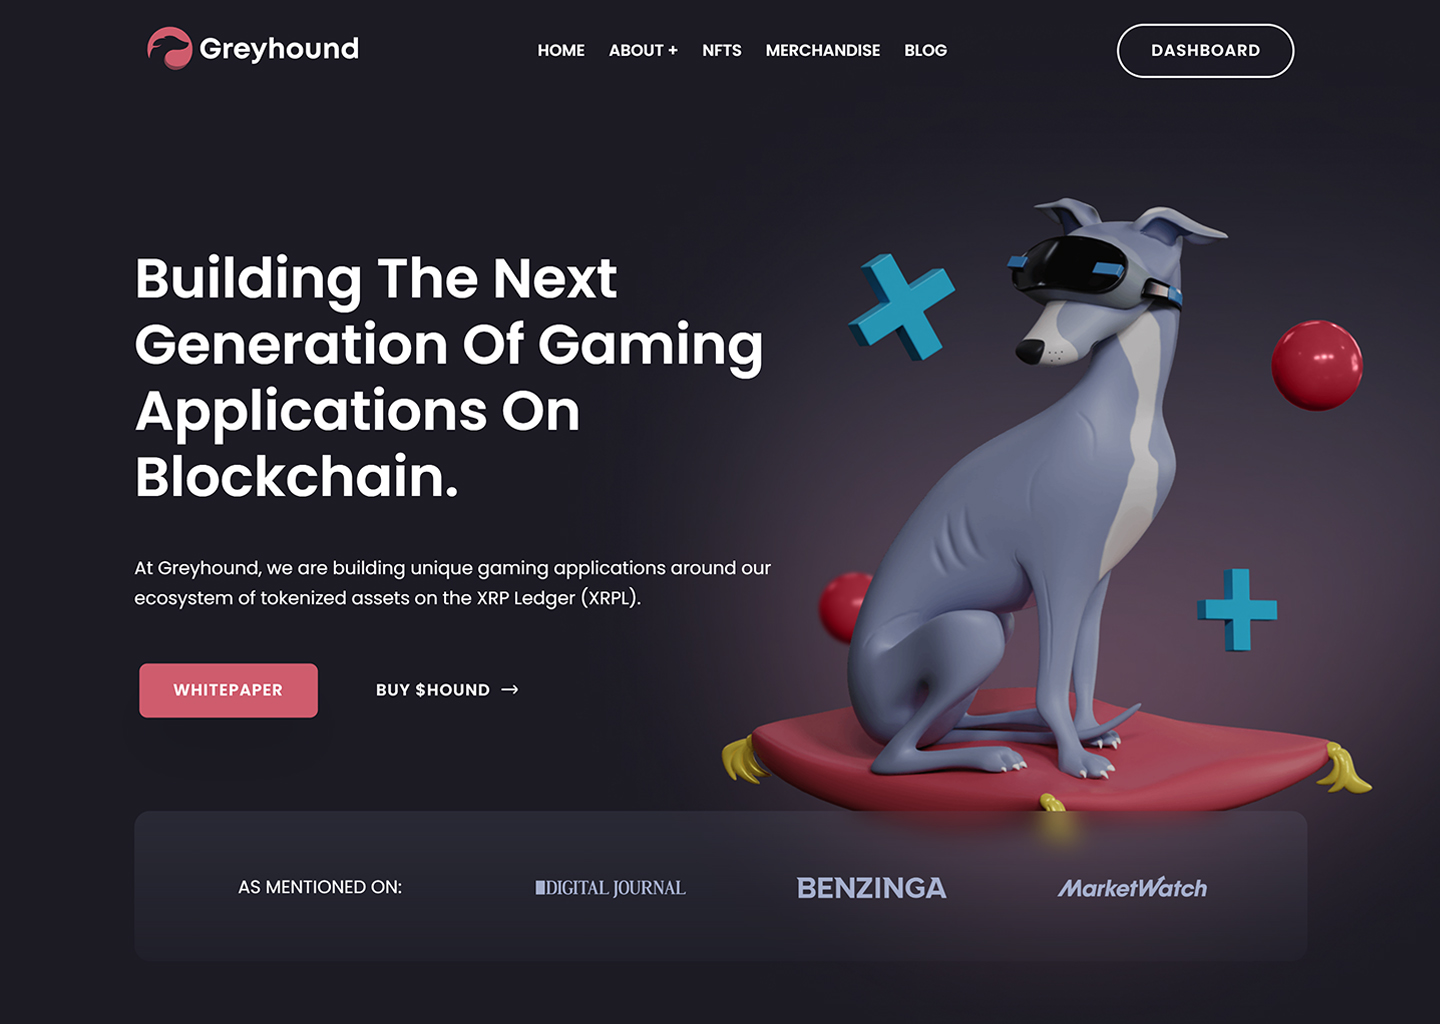 Greyhound
HOME ABOUT + NFTS MERCHANDISE BLOG
DASHBOARD
Building The Next
Generation Of Gaming
Applications On
Blockchain.
At Greyhound, we are building unique gaming applications around our
ecosystem of tokenized assets on the XRP Ledger (XRPL).
WHITEPAPER
BUY $HOUND →
AS MENTIONED ON:
DIGITAL JOURNAL
BENZINGA
MarketWatch